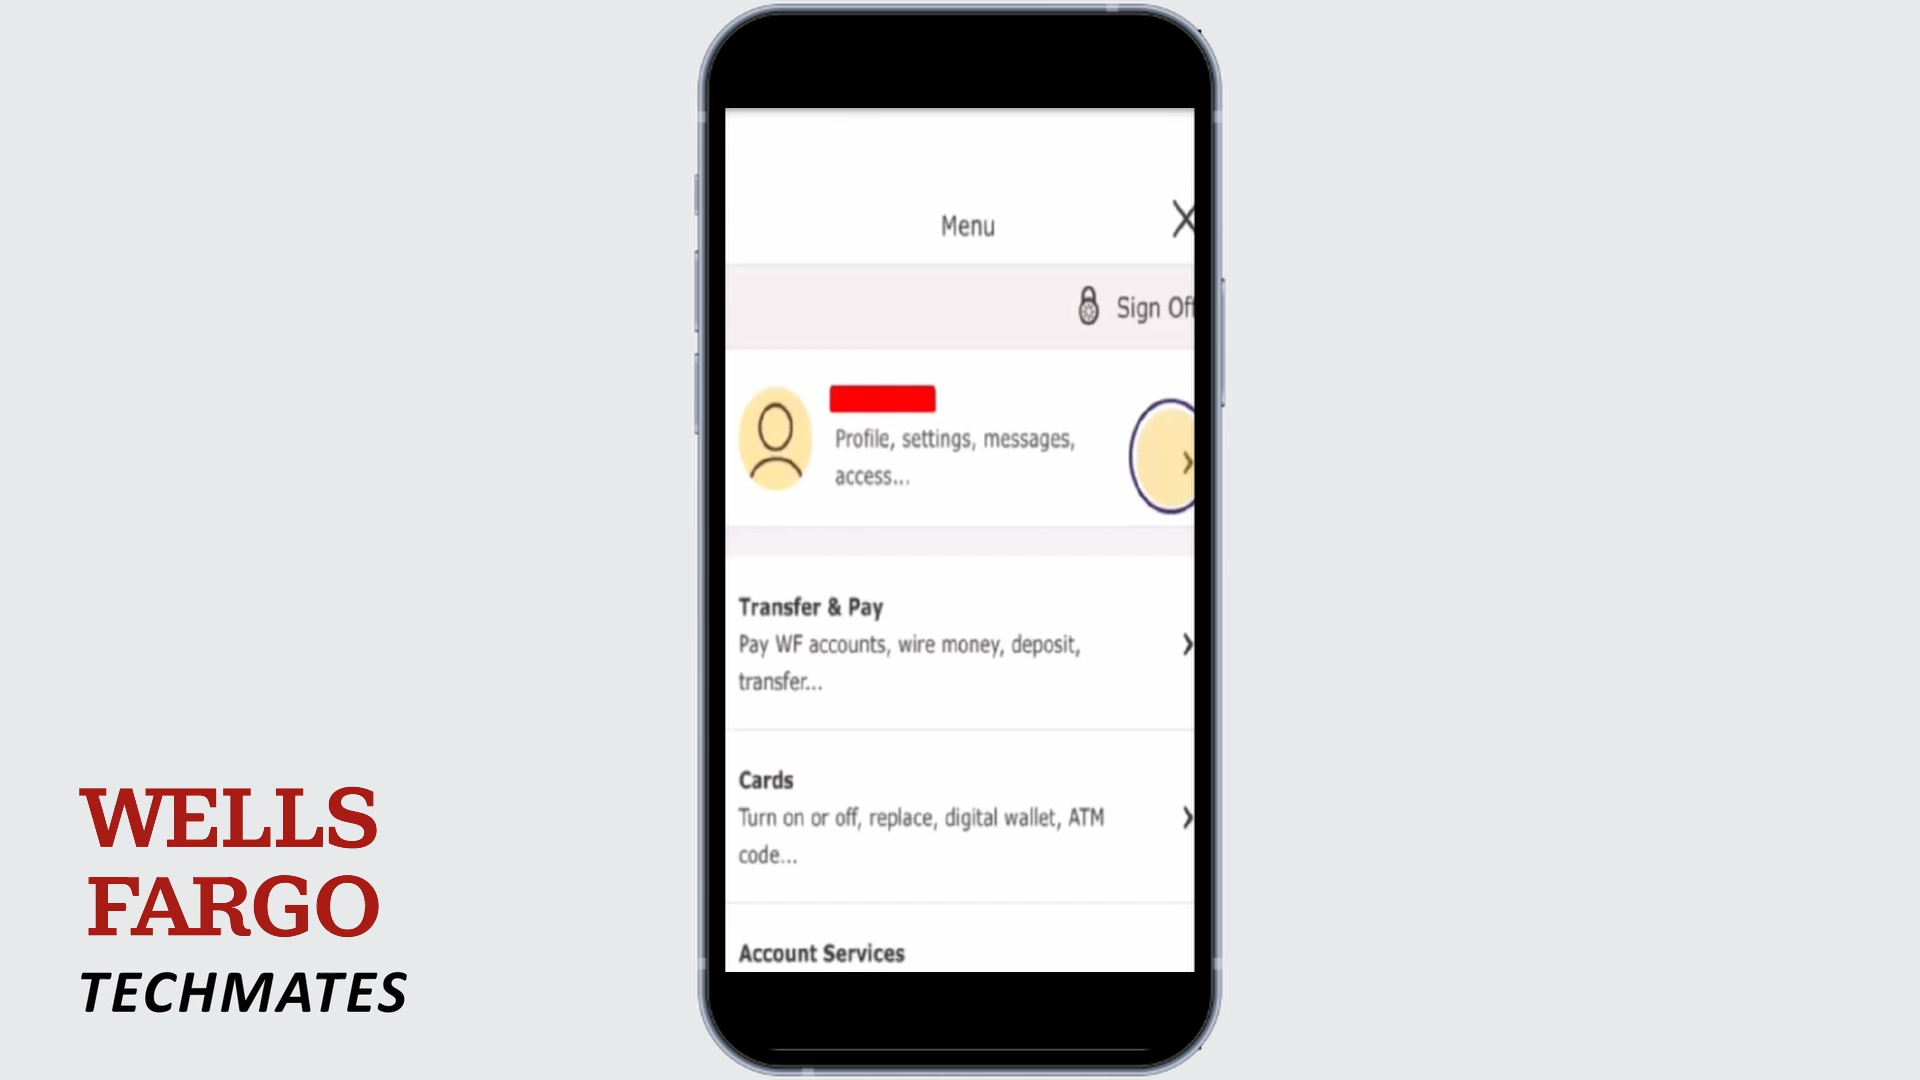 Menu
Sign Off
Profile, settings, messages,
access...
Transfer & Pay
Pay WF accounts, wire money, deposit,
transfer...
Cards
Turn on or off, replace, digital wallet, ATM
code...
Account Services
WELLS
FARGO
TECHMATES